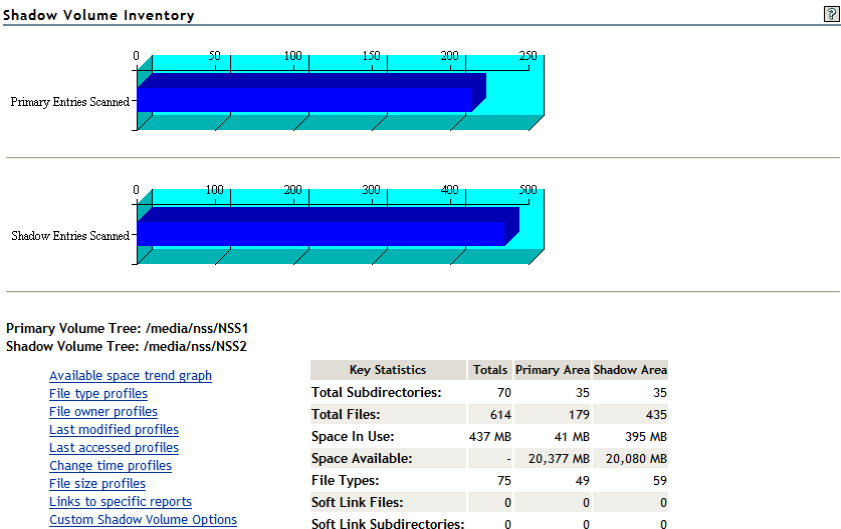 Shadow Volume Inventory
?
0 50 100 150 200 250
Primary Entries Scanned
0 100 200 300 400 500
Shadow Entries Scanned
Primary Volume Tree: /media/nss/NSS1
Shadow Volume Tree: /media/nss/NSS2
Available space trend graph
File type profiles
File owner profiles
Last modified profiles
Last accessed profiles
Change time profiles
File size profiles
Links to specific reports
Custom Shadow Volume Options
Key Statistics Totals Primary Area Shadow Area
Total Subdirectories: 70 35 35
Total Files: 614 179 435
Space In Use: 437 MB 41 MB 395 MB
Space Available: - 20,377 MB 20,080 MB
File Types: 75 49 59
Soft Link Files: 0 0 0
Soft Link Subdirectories: 0 0 0